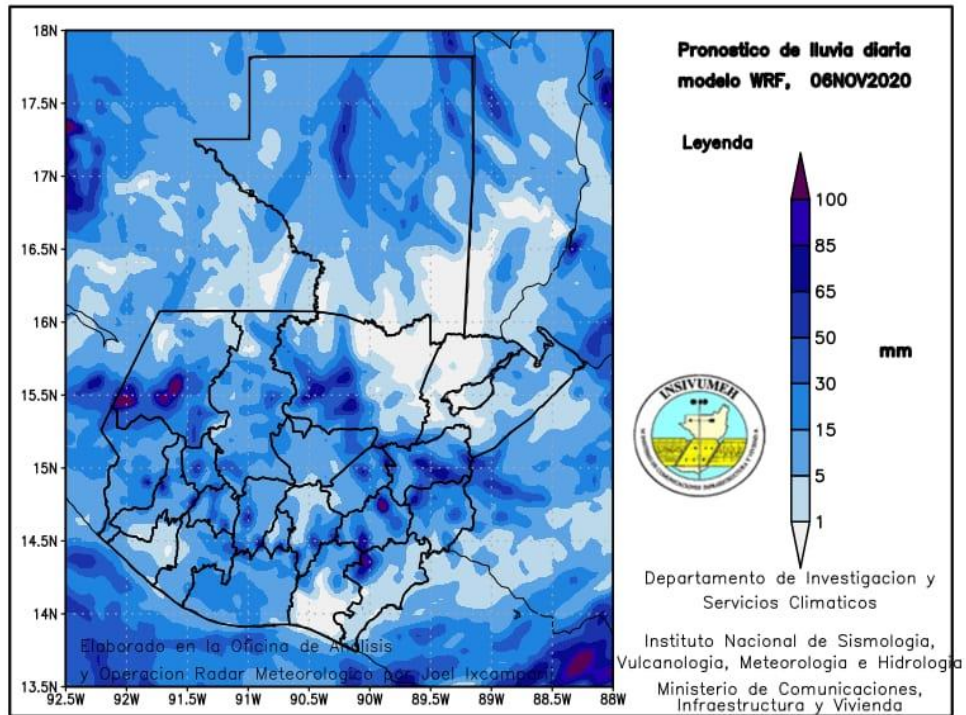 Pronostico de lluvia diaria
modelo WRF, 06NOV2020
Leyenda
100
85
65
50
30
15
5
1
mm
18N
17.5N
17N
16.5N
16N
15.5N
15N
14.5N
14N
13.5N
92.5W 92W 91.5W 91W 90.5W 90W 89.5W 89W 88.5W 88W
Elaborado en la Oficina de Analisis
y Operacion Radar Meteorologico por Joel Ixcamparij
INSIVUMEH
Departamento de Investigacion y
Servicios Climaticos
Instituto Nacional de Sismologia,
Vulcanologia, Meteorologia e Hidrologia
Ministerio de Comunicaciones,
Infraestructura y Vivienda